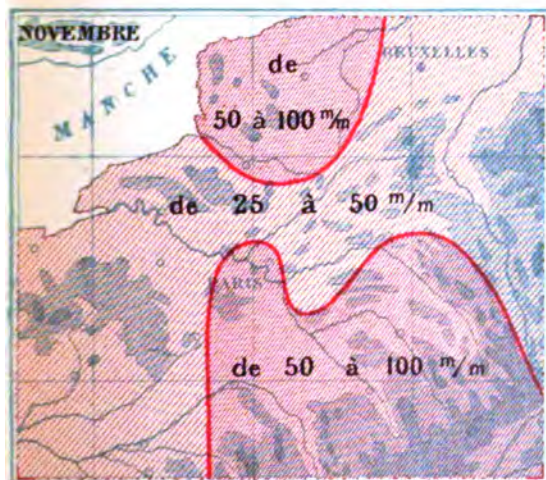 NOVEMBRE
MANCHE
BRUXELLES
de
50 à 100 m/m
de 25 à 50 m/m
PARIS
de 50 à 100 m/m